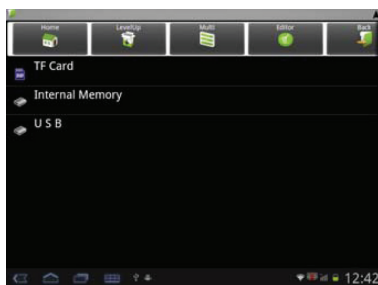 Home LevelUp Multi Editor Back
TF Card
Internal Memory
U S B
12:42